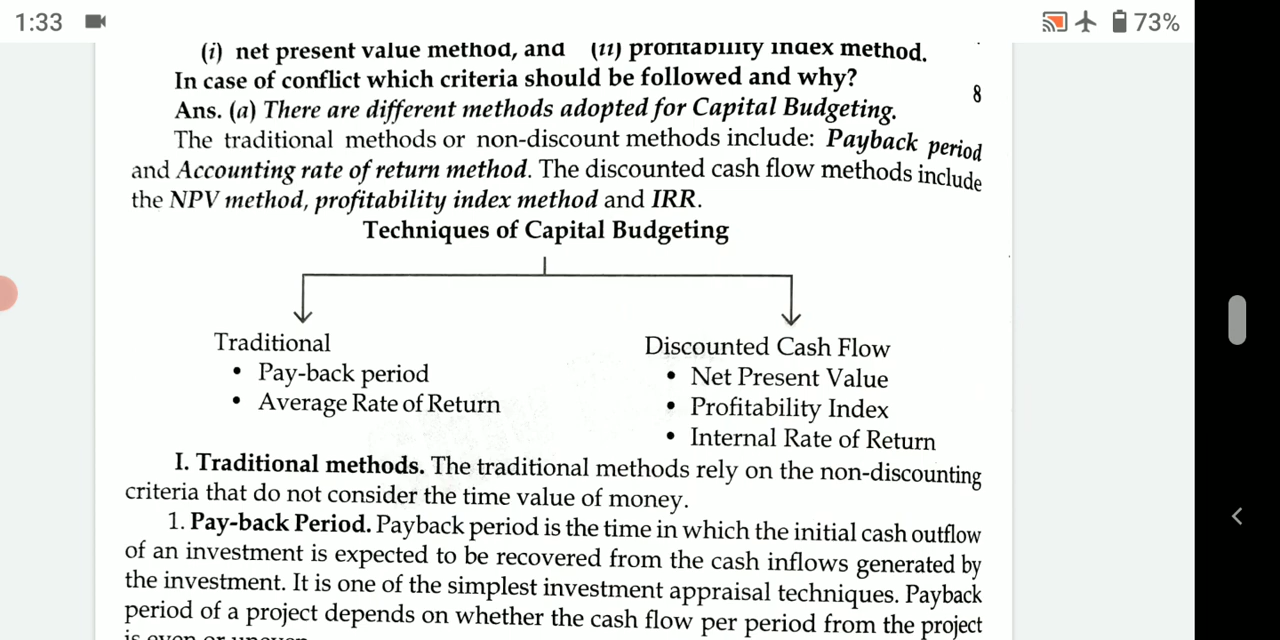 1:33
73%
(i) net present value method, and (ii) profitability index method.
In case of conflict which criteria should be followed and why?
8
Ans. (a) There are different methods adopted for Capital Budgeting.
The traditional methods or non-discount methods include: Payback period
and Accounting rate of return method. The discounted cash flow methods include
the NPV method, profitability index method and IRR.
Techniques of Capital Budgeting
Traditional
• Pay-back period
• Average Rate of Return
Discounted Cash Flow
• Net Present Value
• Profitability Index
• Internal Rate of Return
I. Traditional methods. The traditional methods rely on the non-discounting
criteria that do not consider the time value of money.
1. Pay-back Period. Payback period is the time in which the initial cash outflow
of an investment is expected to be recovered from the cash inflows generated by
the investment. It is one of the simplest investment appraisal techniques. Payback
period of a project depends on whether the cash flow per period from the project
is even or uneven